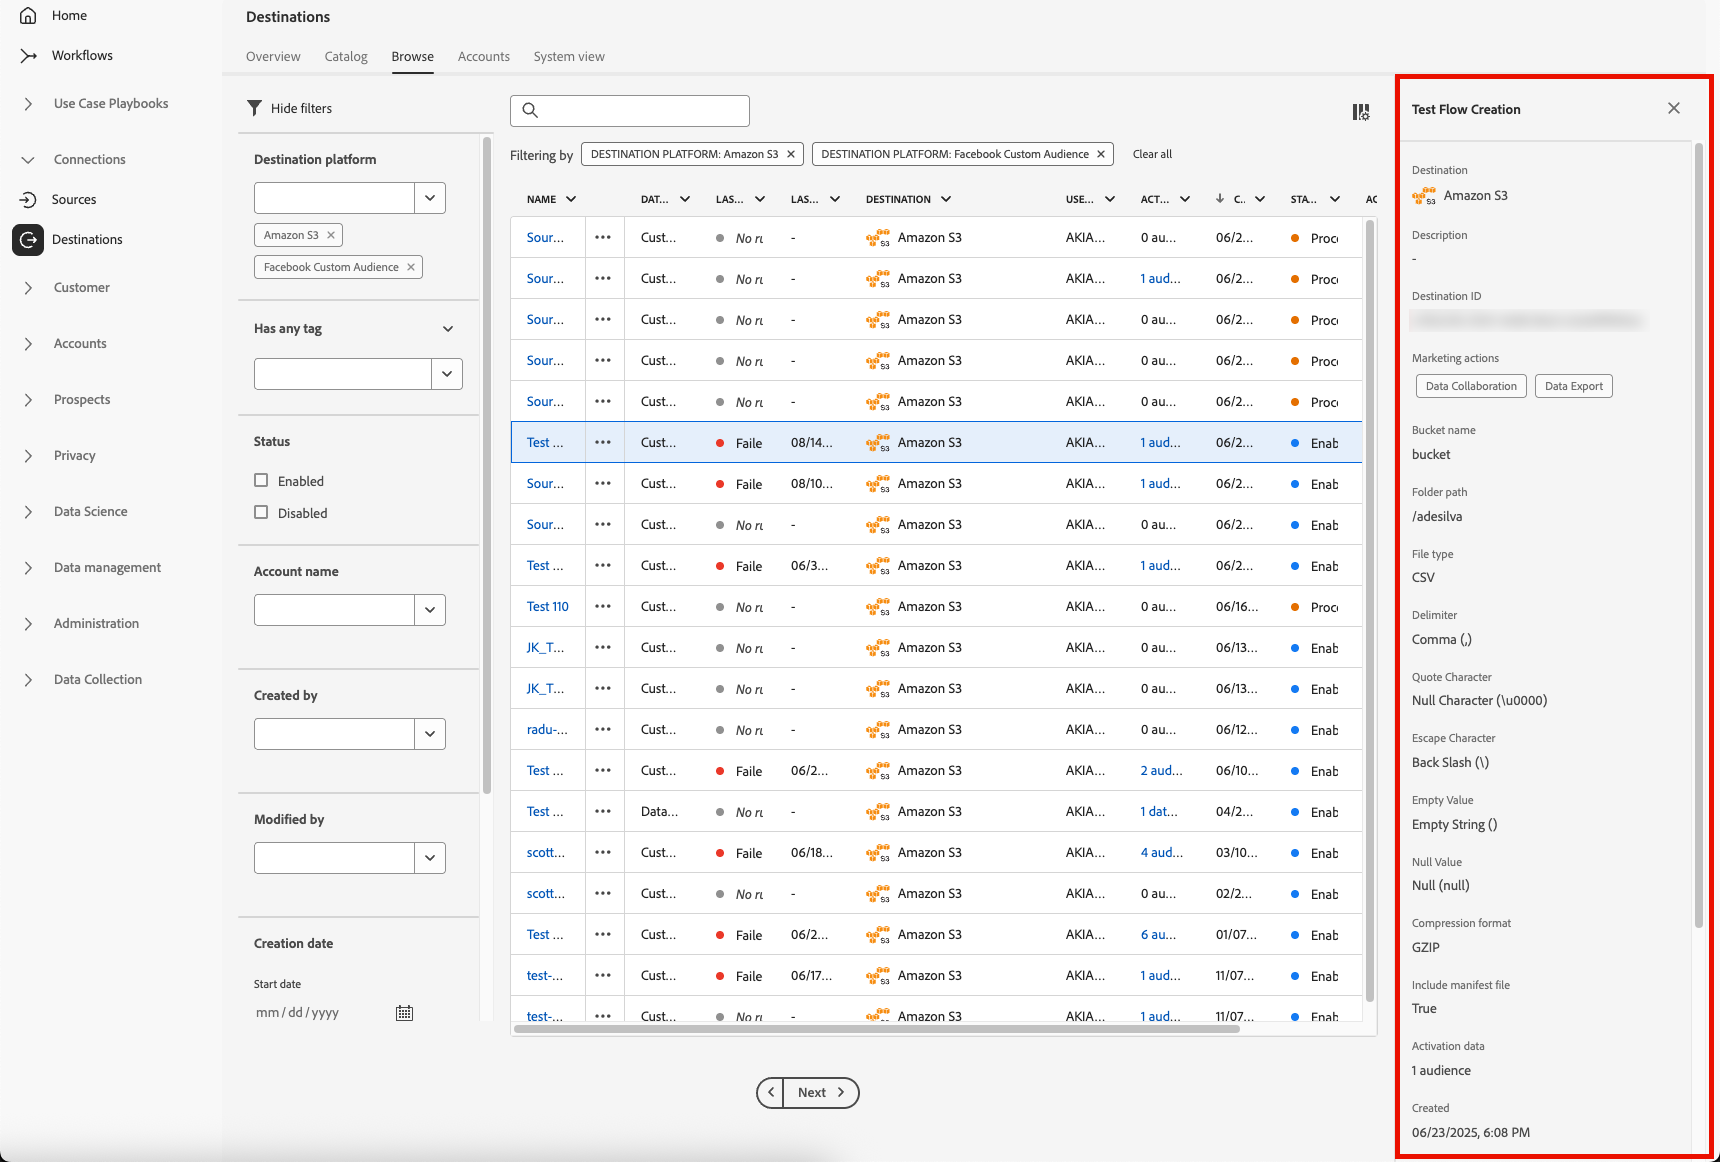 Home
Workflows
Use Case Playbooks
Connections
Sources
Destinations
Customer
Accounts
Prospects
Privacy
Data Science
Data management
Administration
Data Collection
Destinations
Overview Catalog Browse Accounts System view
Hide filters
Destination platform
Amazon S3 ×
Facebook Custom Audience ×
Has any tag
Status
Enabled
Disabled
Account name
Created by
Modified by
Creation date
Start date
mm / dd / yyyy
Filtering by DESTINATION PLATFORM: Amazon S3 × DESTINATION PLATFORM: Facebook Custom Audience × Clear all
NAME DAT... LAS... LAS... DESTINATION USE... ACT... C.. STA... AC
Sour... ••• Cust... No ru - Amazon S3 AKIA... 0 au... 06/2... Proc
Sour... ••• Cust... No ru - Amazon S3 AKIA... 1 aud... 06/2... Proc
Sour... ••• Cust... No ru - Amazon S3 AKIA... 0 au... 06/2... Proc
Sour... ••• Cust... No ru - Amazon S3 AKIA... 0 au... 06/2... Proc
Sour... ••• Cust... No ru - Amazon S3 AKIA... 0 au... 06/2... Proc
Test ... ••• Cust... Faile 08/14... Amazon S3 AKIA... 1 aud... 06/2... Enab
Sour... ••• Cust... Faile 08/10... Amazon S3 AKIA... 1 aud... 06/2... Enab
Sour... ••• Cust... No ru - Amazon S3 AKIA... 0 au... 06/2... Enab
Test ... ••• Cust... Faile 06/3... Amazon S3 AKIA... 1 aud... 06/2... Enab
Test 110 ••• Cust... No ru - Amazon S3 AKIA... 0 au... 06/16... Proc
JK_T... ••• Cust... No ru - Amazon S3 AKIA... 0 au... 06/13... Enab
JK_T... ••• Cust... No ru - Amazon S3 AKIA... 0 au... 06/13... Enab
radu-... ••• Cust... No ru - Amazon S3 AKIA... 0 au... 06/12... Enab
Test ... ••• Cust... Faile 06/2... Amazon S3 AKIA... 2 aud... 06/10... Enab
Test ... ••• Data... No ru - Amazon S3 AKIA... 1 dat... 04/2... Enab
scott... ••• Cust... Faile 06/18... Amazon S3 AKIA... 4 aud... 03/10... Enab
scott... ••• Cust... No ru - Amazon S3 AKIA... 0 au... 02/2... Enab
Test ... ••• Cust... Faile 06/2... Amazon S3 AKIA... 6 au... 01/07... Enab
test-... ••• Cust... Faile 06/17... Amazon S3 AKIA... 1 aud... 11/07... Enab
test-... ••• Cust... No ru - Amazon S3 AKIA... 1 aud... 11/07... Enab
Next
Test Flow Creation
Destination
Amazon S3
Description
-
Destination ID
Marketing actions
Data Collaboration Data Export
Bucket name
bucket
Folder path
/adesilva
File type
CSV
Delimiter
Comma (,)
Quote Character
Null Character (\u0000)
Escape Character
Back Slash (\)
Empty Value
Empty String ()
Null Value
Null (null)
Compression format
GZIP
Include manifest file
True
Activation data
1 audience
Created
06/23/2025, 6:08 PM